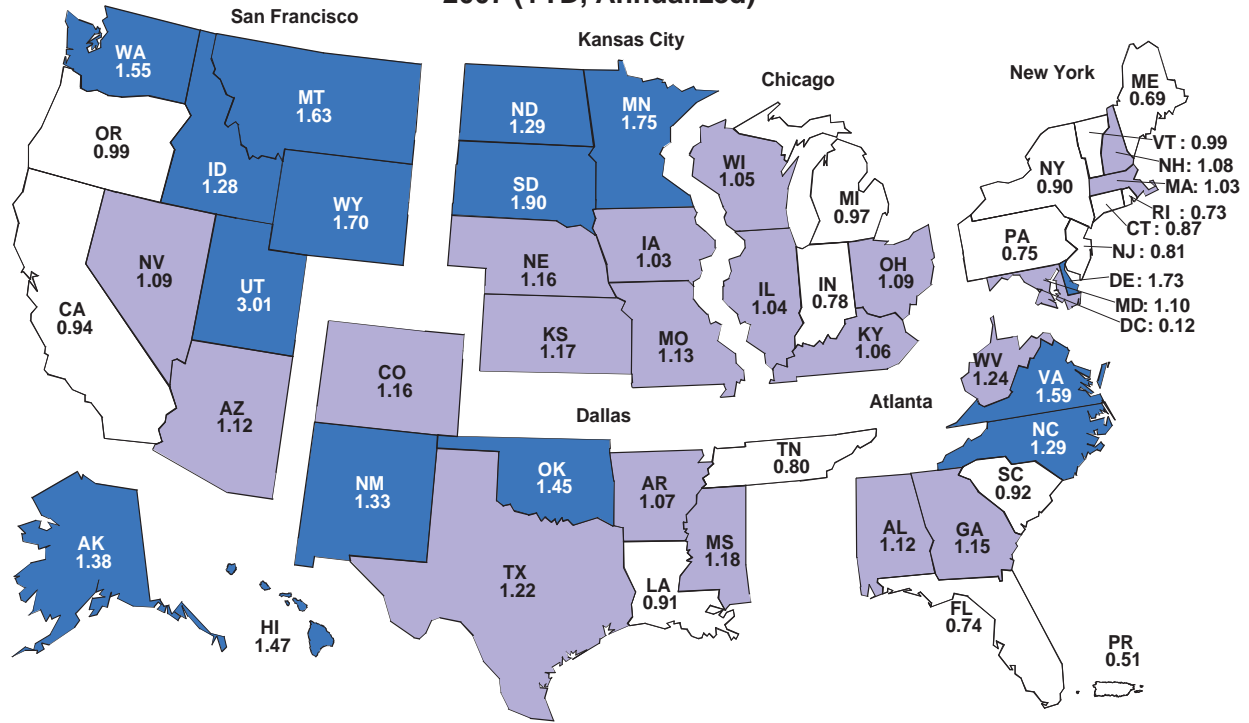 2007 (YTD, Annualized)
San Francisco
Kansas City
Chicago
New York
WA
1.55
MT
1.63
OR
0.99
ID
1.28
WY
1.70
NV
1.09
UT
3.01
CA
0.94
AZ
1.12
AK
1.38
HI
1.47
ND
1.29
MN
1.75
SD
1.90
NE
1.16
IA
1.03
KS
1.17
MO
1.13
CO
1.16
WI
1.05
MI
0.97
IL
1.04
IN
0.78
OH
1.09
KY
1.06
ME
0.69
VT : 0.99
NH: 1.08
MA: 1.03
RI : 0.73
CT : 0.87
NJ : 0.81
DE : 1.73
MD: 1.10
DC: 0.12
NY
0.90
PA
0.75
Dallas
NM
1.33
OK
1.45
TX
1.22
AR
1.07
LA
0.91
MS
1.18
TN
0.80
Atlanta
WV
1.24
VA
1.59
NC
1.29
SC
0.92
AL
1.12
GA
1.15
FL
0.74
PR
0.51